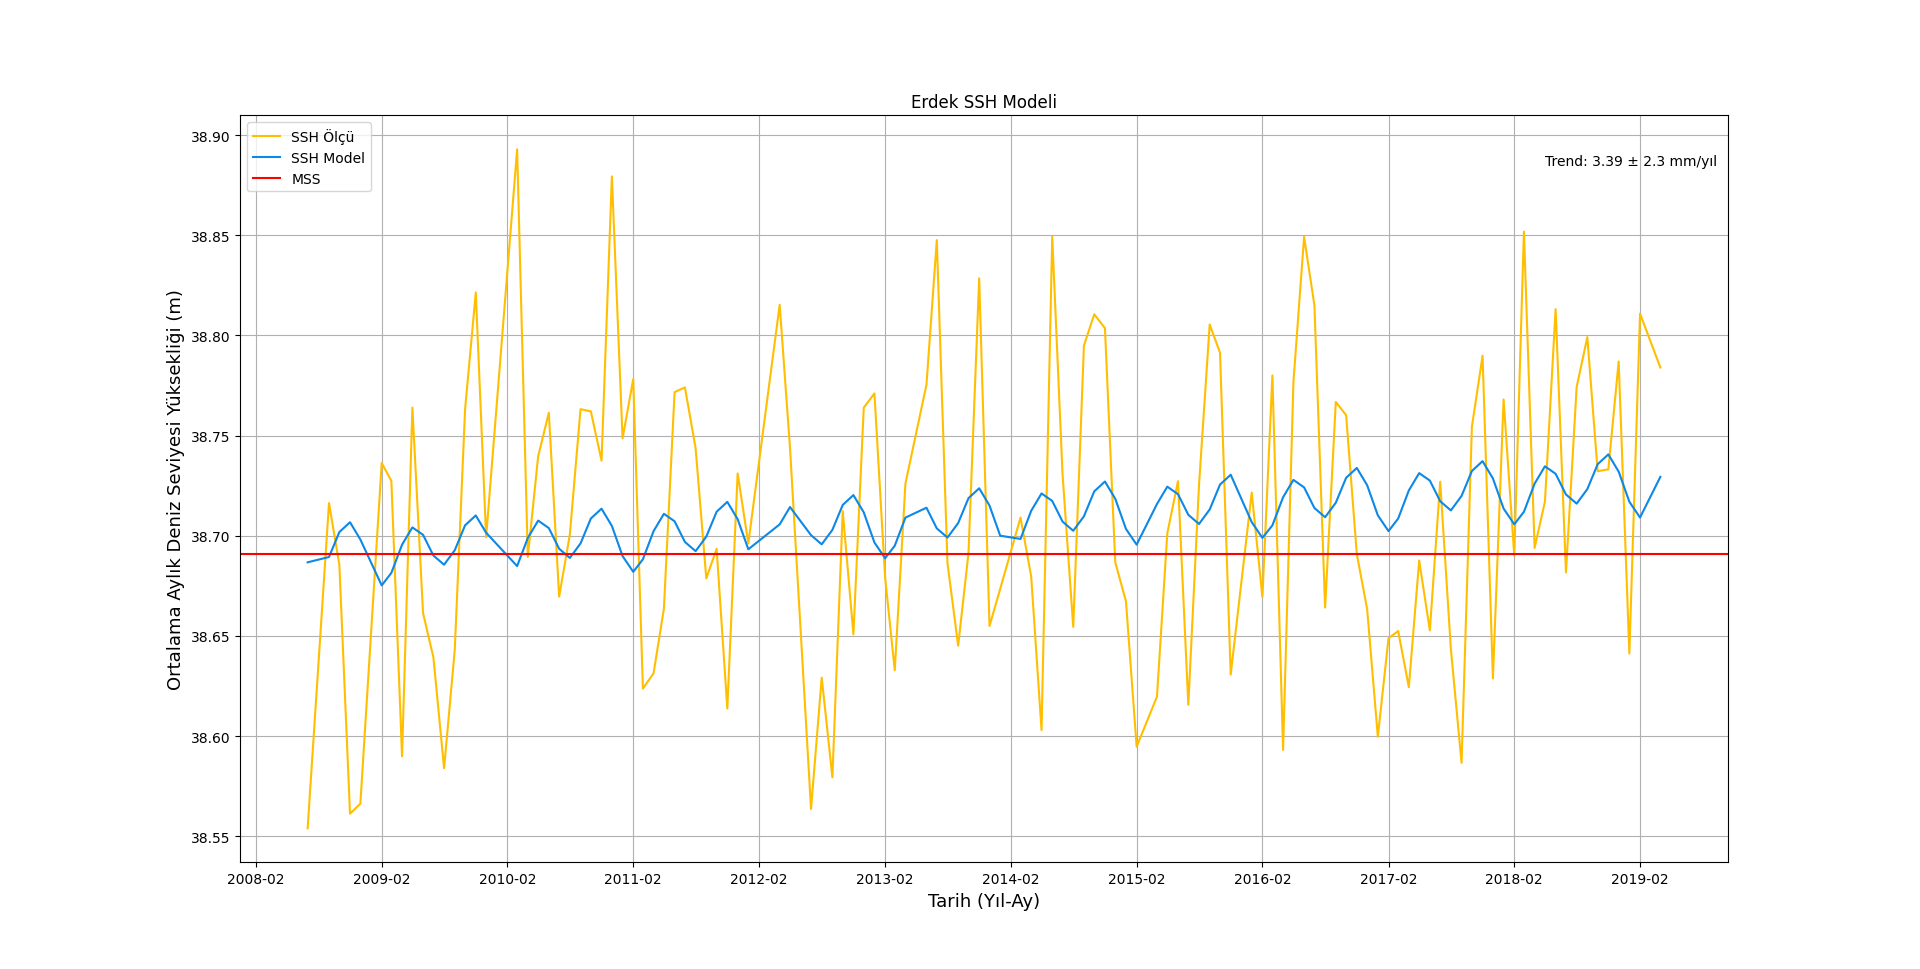 Erdek SSH Modeli
SSH Ölçü
SSH Model
MSS
Trend: 3.39 ± 2.3 mm/yıl
Ortalama Aylık Deniz Seviyesi Yüksekliği (m)
38.90
38.85
38.80
38.75
38.70
38.65
38.60
38.55
2008-02 2009-02 2010-02 2011-02 2012-02 2013-02 2014-02 2015-02 2016-02 2017-02 2018-02 2019-02
Tarih (Yıl-Ay)